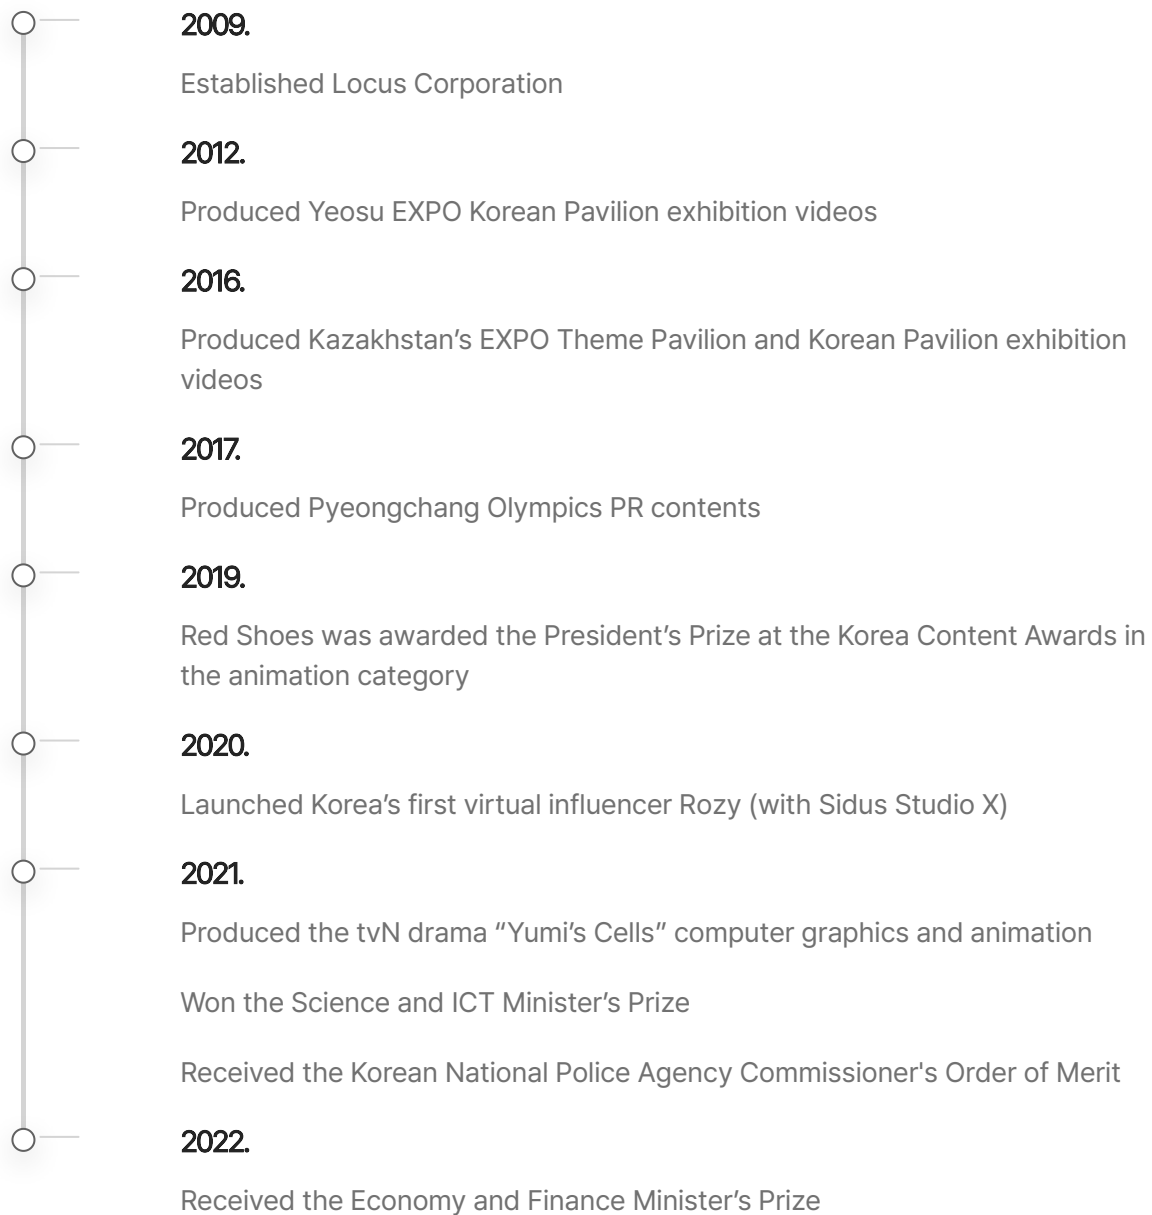 2009.
Established Locus Corporation
2012.
Produced Yeosu EXPO Korean Pavilion exhibition videos
2016.
Produced Kazakhstan’s EXPO Theme Pavilion and Korean Pavilion exhibition
videos
2017.
Produced Pyeongchang Olympics PR contents
2019.
Red Shoes was awarded the President’s Prize at the Korea Content Awards in
the animation category
2020.
Launched Korea’s first virtual influencer Rozy (with Sidus Studio X)
2021.
Produced the tvN drama “Yumi’s Cells” computer graphics and animation
Won the Science and ICT Minister’s Prize
Received the Korean National Police Agency Commissioner's Order of Merit
2022.
Received the Economy and Finance Minister’s Prize